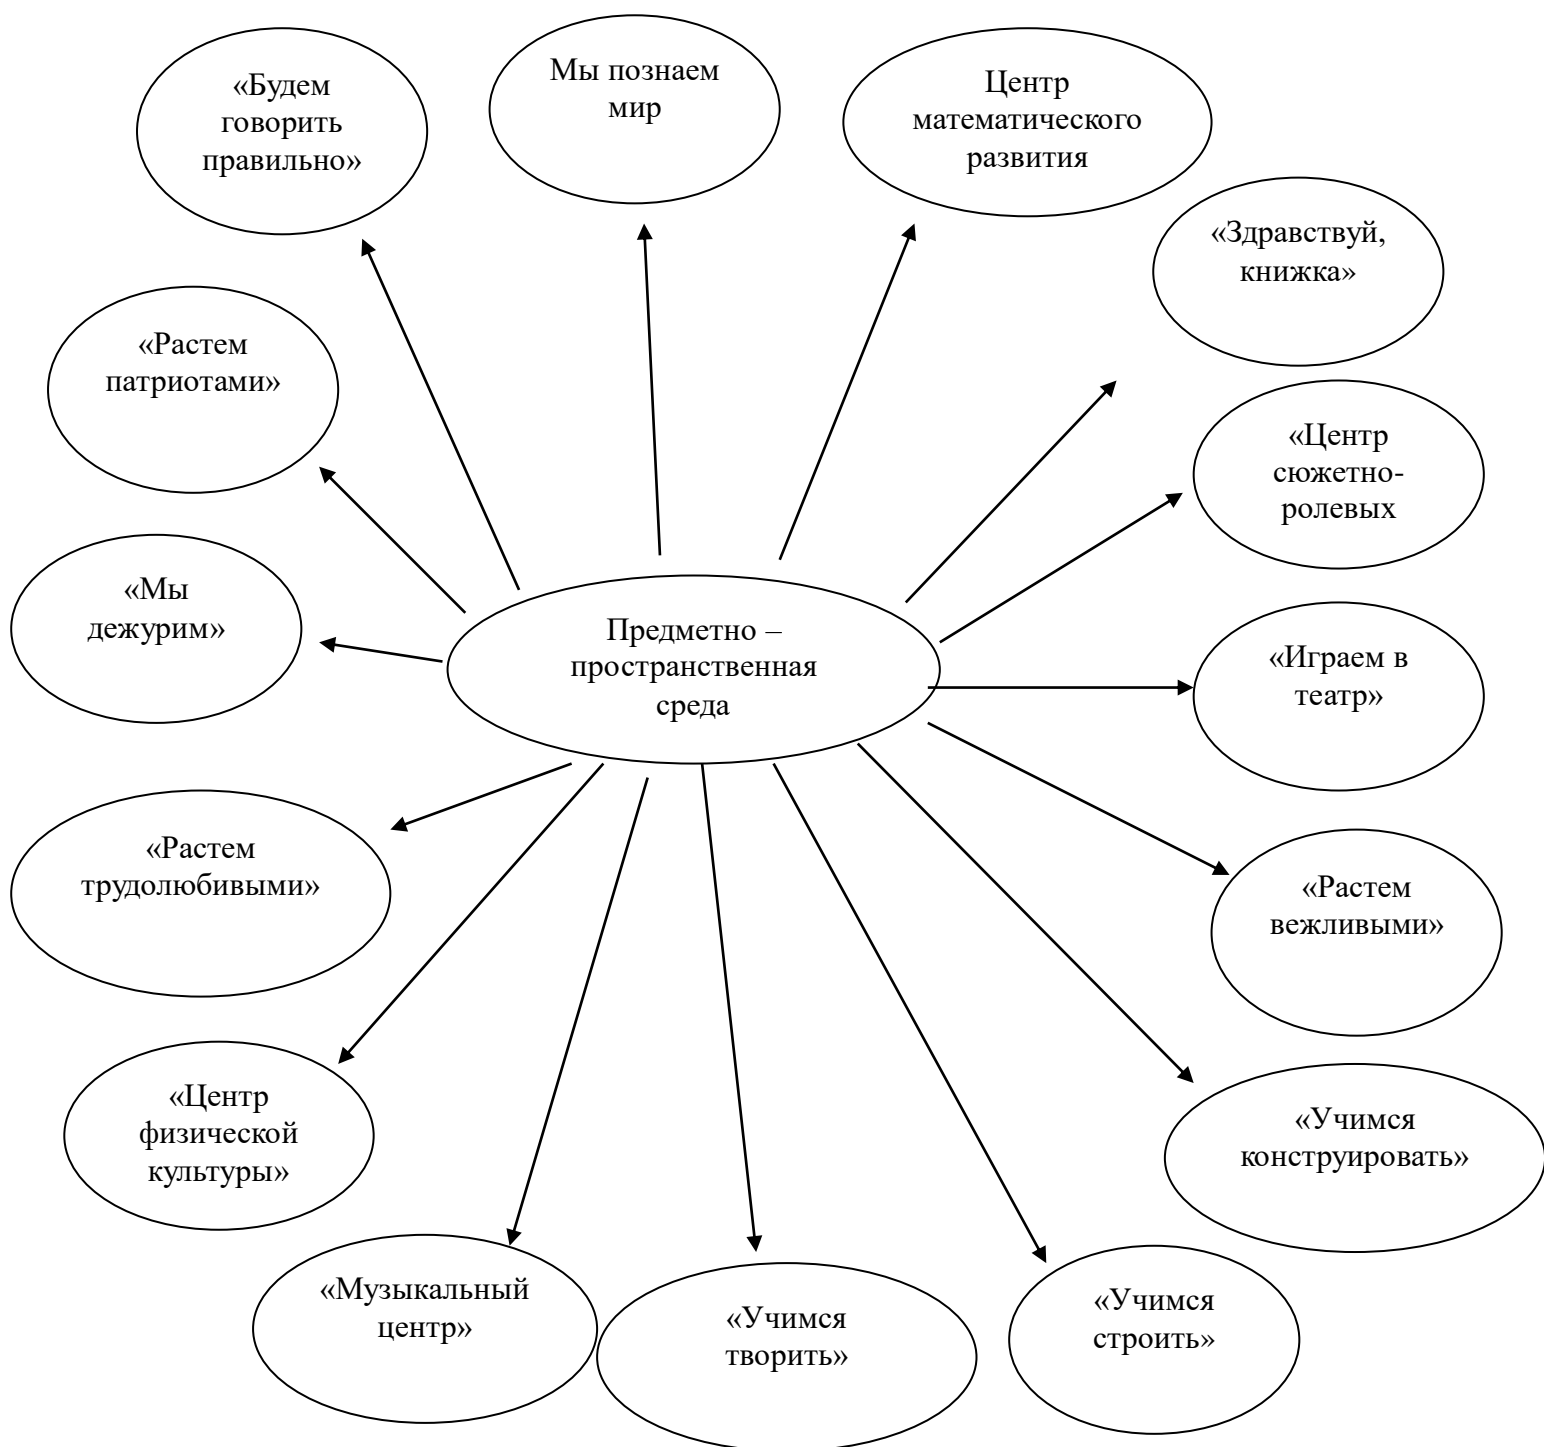 «Будем
говорить
правильно»
Мы познаем
мир
Центр
математического
развития
«Здравствуй,
книжка»
«Растем
патриотами»
«Центр
сюжетно-
ролевых
«Мы
дежурим»
Предметно –
пространственная
среда
«Играем в
театр»
«Растем
трудолюбивыми»
«Растем
вежливыми»
«Центр
физической
культуры»
«Учимся
конструировать»
«Музыкальный
центр»
«Учимся
творить»
«Учимся
строить»